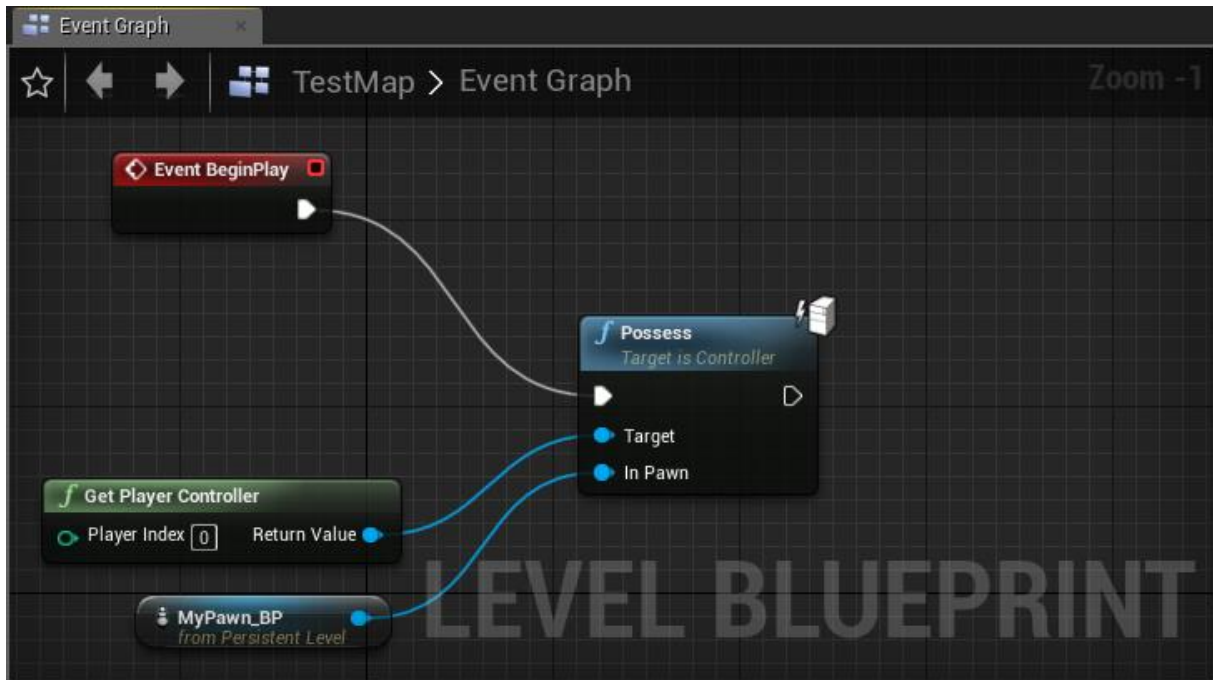 Event Graph
TestMap > Event Graph
Zoom -1
Event BeginPlay
Possess
Target is Controller
Target
In Pawn
Get Player Controller
Player Index 0 Return Value
MyPawn_BP
from Persistent Level
LEVEL BLUEPRINT